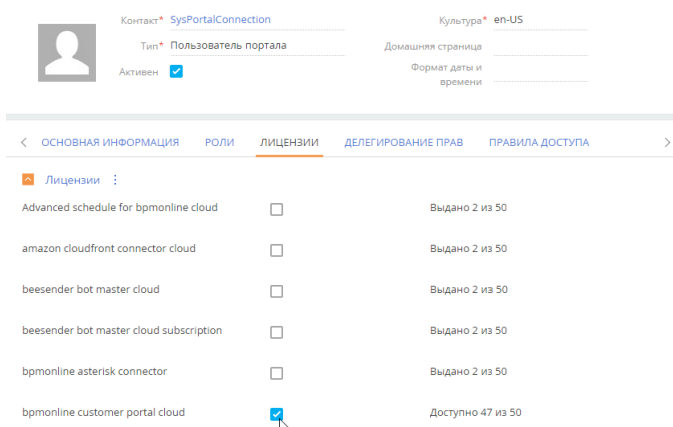 Контакт* SysPortalConnection
Культура* en-US
Тип* Пользователь портала
Домашняя страница
Активен
Формат даты и
времени
ОСНОВНАЯ ИНФОРМАЦИЯ РОЛИ ЛИЦЕНЗИИ ДЕЛЕГИРОВАНИЕ ПРАВ ПРАВИЛА ДОСТУПА
Лицензии
Advanced schedule for bpmonline cloud Выдано 2 из 50
amazon cloudfront connector cloud Выдано 2 из 50
beesender bot master cloud Выдано 2 из 50
beesender bot master cloud subscription Выдано 2 из 50
bpmonline asterisk connector Выдано 2 из 50
bpmonline customer portal cloud Доступно 47 из 50